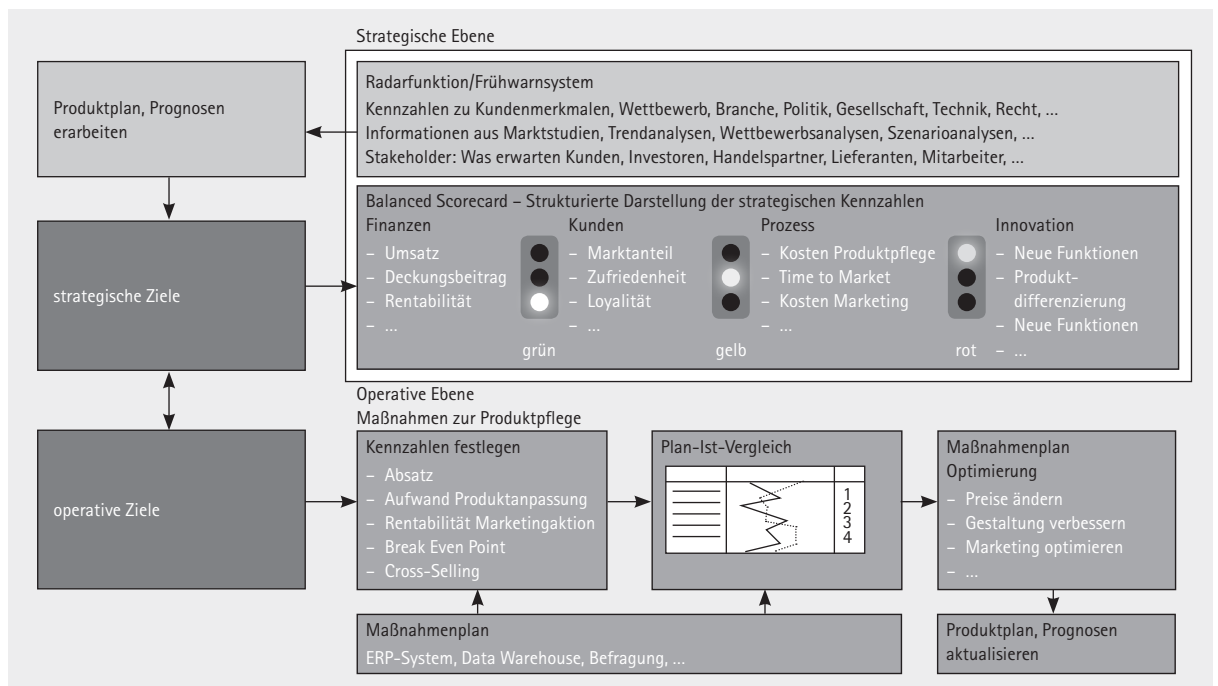 Strategische Ebene
Produktplan, Prognosen
erarbeiten
Radarfunktion/Frühwarnsystem
Kennzahlen zu Kundenmerkmalen, Wettbewerb, Branche, Politik, Gesellschaft, Technik, Recht, ...
Informationen aus Marktstudien, Trendanalysen, Wettbewerbsanalysen, Szenarioanalysen, ...
Stakeholder: Was erwarten Kunden, Investoren, Handelspartner, Lieferanten, Mitarbeiter, ...
strategische Ziele
Balanced Scorecard – Strukturierte Darstellung der strategischen Kennzahlen
Finanzen
– Umsatz
– Deckungsbeitrag
– Rentabilität
– ...
grün
Kunden
– Marktanteil
– Zufriedenheit
– Loyalität
– ...
gelb
Prozess
– Kosten Produktpflege
– Time to Market
– Kosten Marketing
– ...
rot
Innovation
– Neue Funktionen
– Produkt-
differenzierung
– Neue Funktionen
– ...
Operative Ebene
Maßnahmen zur Produktpflege
operative Ziele
Kennzahlen festlegen
– Absatz
– Aufwand Produktanpassung
– Rentabilität Marketingaktion
– Break Even Point
– Cross-Selling
Plan-Ist-Vergleich
1
2
3
4
Maßnahmenplan
Optimierung
– Preise ändern
– Gestaltung verbessern
– Marketing optimieren
– ...
Maßnahmenplan
ERP-System, Data Warehouse, Befragung, ...
Produktplan, Prognosen
aktualisieren